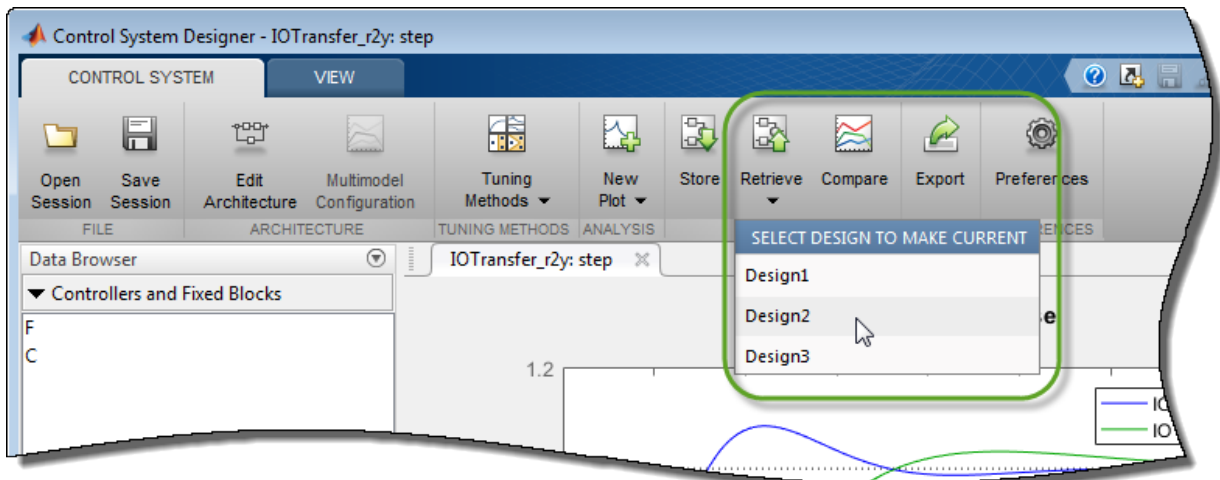 Control System Designer - IOTransfer_r2y: step
CONTROL SYSTEM
VIEW
Open Session
Save Session
Edit Architecture
Multimodel Configuration
Tuning Methods
New Plot
Store
Retrieve
Compare
Export
Preferences
FILE
ARCHITECTURE
TUNING METHODS
ANALYSIS
SELECT DESIGN TO MAKE CURRENT
Design1
Design2
Design3
Data Browser
IOTransfer_r2y: step
Controllers and Fixed Blocks
F
C
1.2
IO
IO